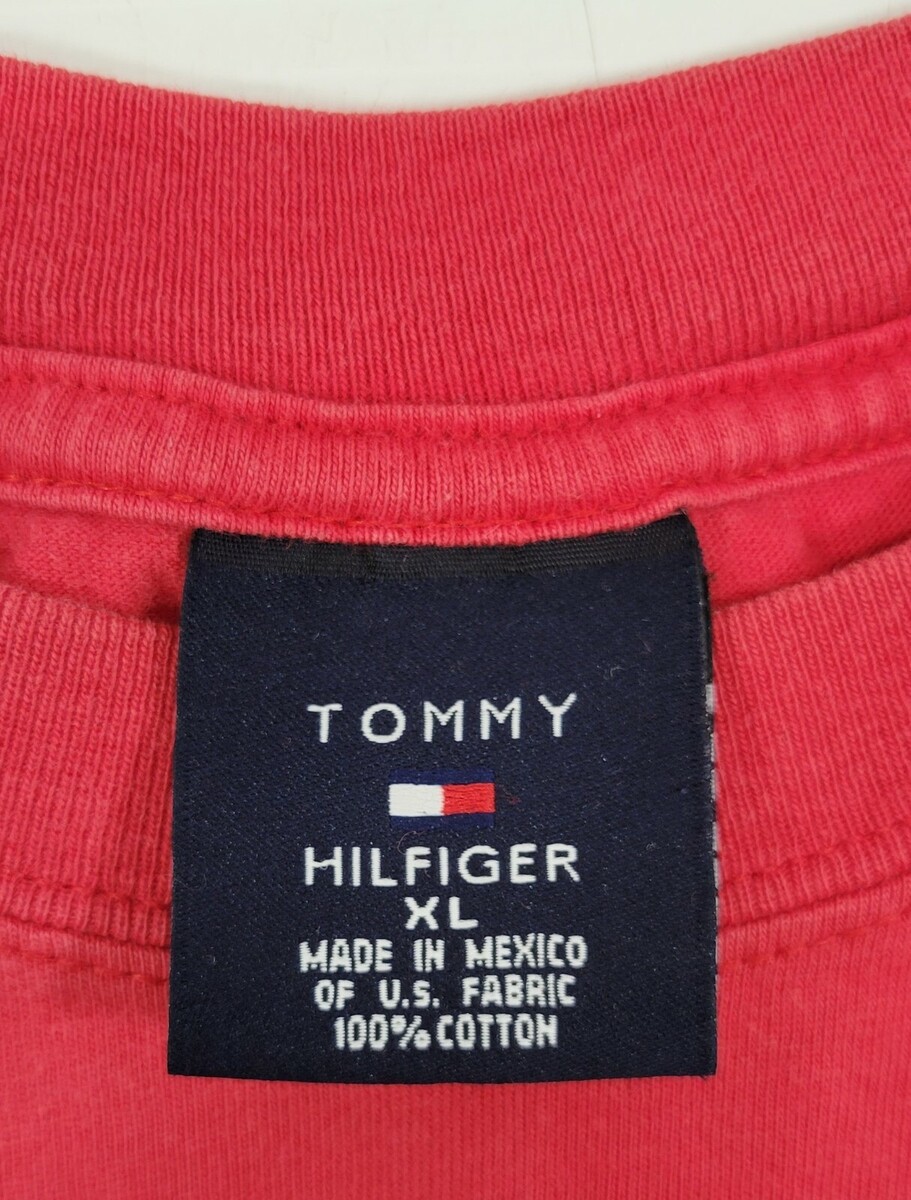 TOMMY
HILFIGER
XL
MADE IN MEXICO
OF U.S. FABRIC
100% COTTON